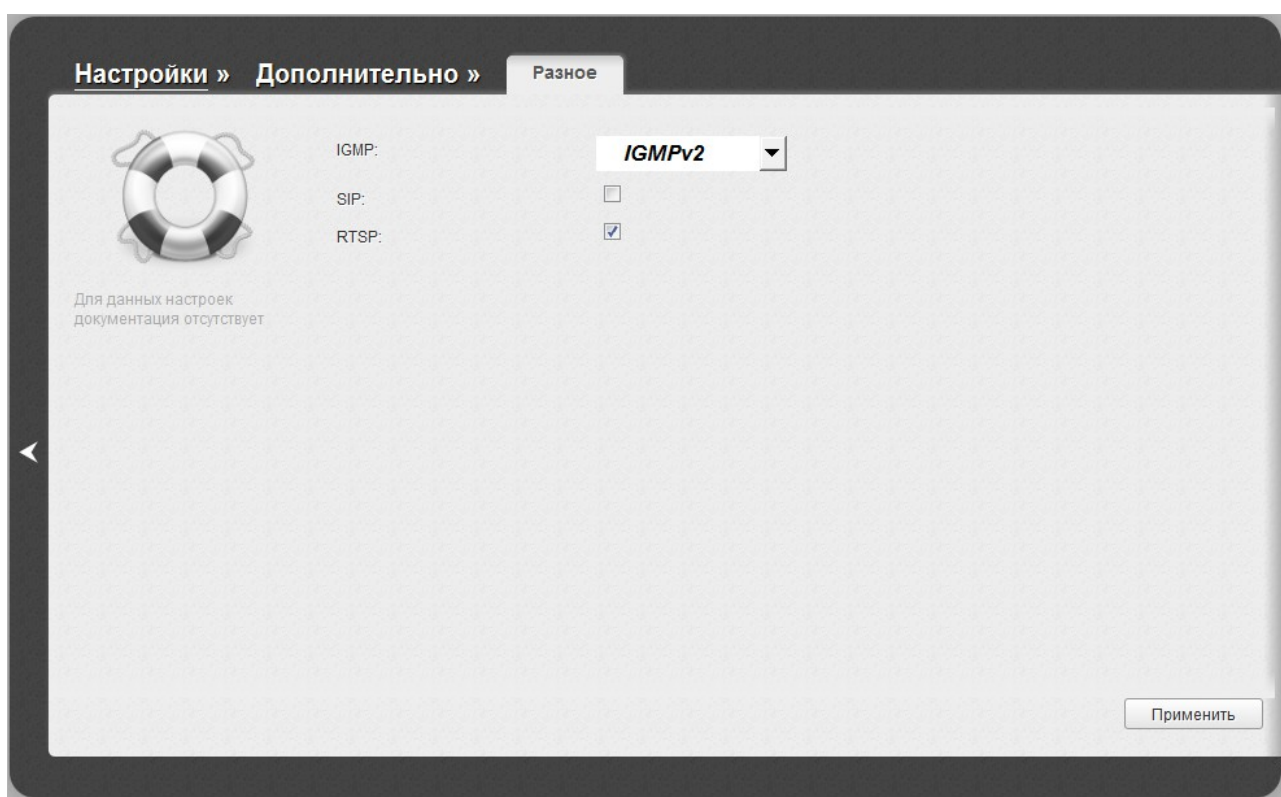 Настройки » Дополнительно » Разное
IGMP: IGMPv2
SIP:
RTSP:
Для данных настроек
документация отсутствует
Применить